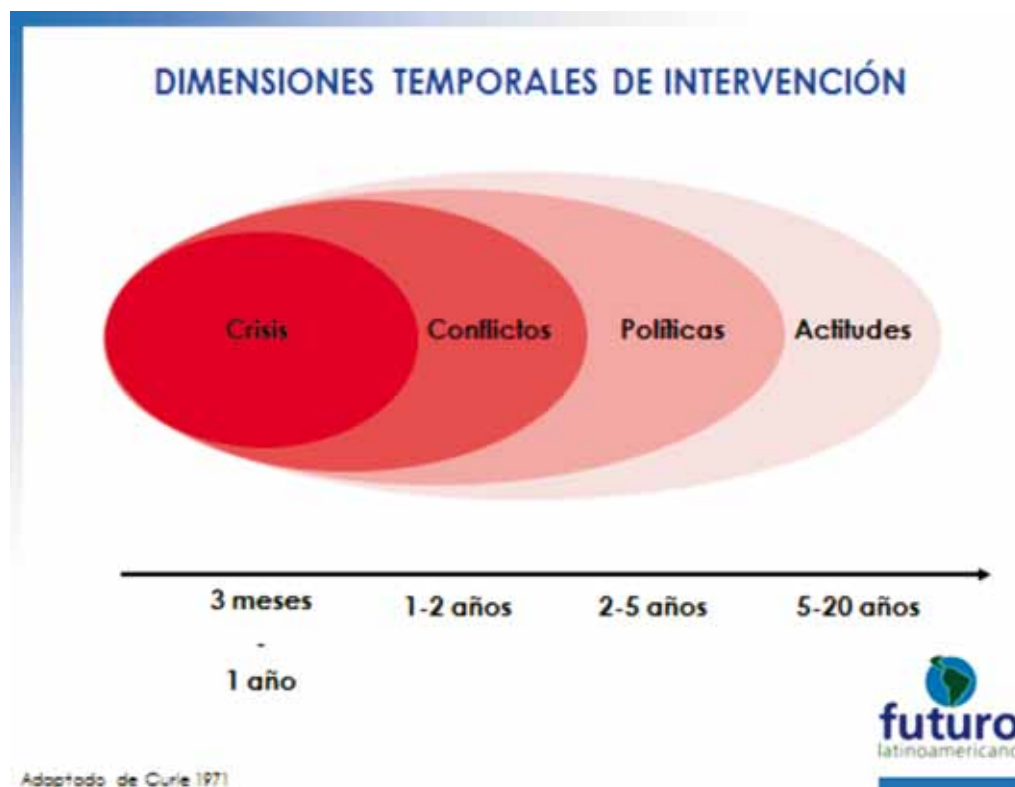 DIMENSIONES TEMPORALES DE INTERVENCIÓN
Crisis Conflictos Políticas Actitudes
3 meses 1-2 años 2-5 años 5-20 años
-
1 año
futuro
latinoamericano
Adaptado de Curle 1971